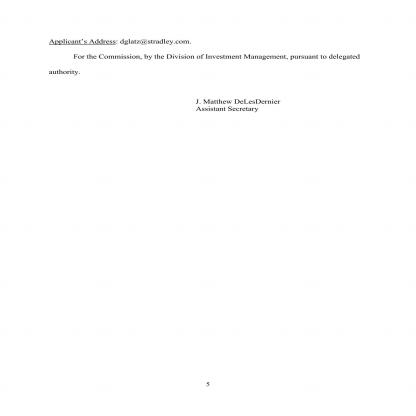 Applicant's Address: dglatz@stradley.com.
For the Commission, by the Division of Investment Management, pursuant to delegated
authority.
J. Matthew DeLesDernier
Assistant Secretary
5